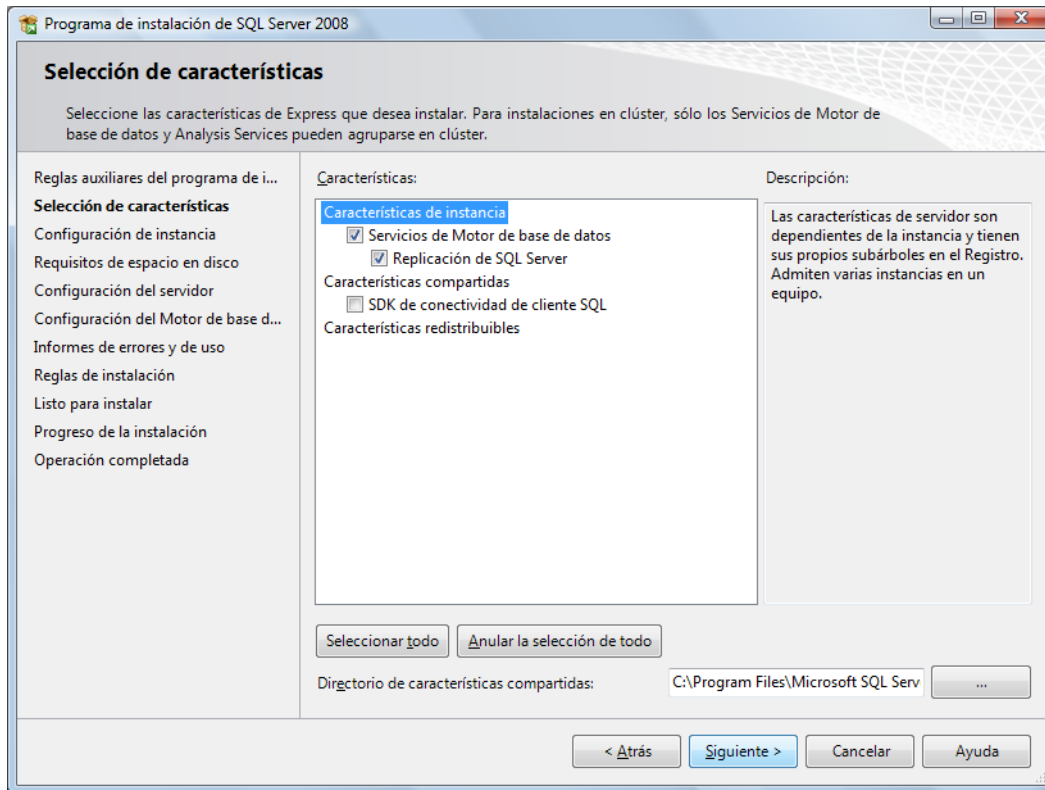 Programa de instalación de SQL Server 2008
Selección de características
Seleccione las características de Express que desea instalar. Para instalaciones en clúster, sólo los Servicios de Motor de
base de datos y Analysis Services pueden agruparse en clúster.
Reglas auxiliares del programa de i...
Selección de características
Configuración de instancia
Requisitos de espacio en disco
Configuración del servidor
Configuración del Motor de base d...
Informes de errores y de uso
Reglas de instalación
Listo para instalar
Progreso de la instalación
Operación completada
Características:
Características de instancia
Servicios de Motor de base de datos
Replicación de SQL Server
Características compartidas
SDK de conectividad de cliente SQL
Características redistribuibles
Descripción:
Las características de servidor son
dependientes de la instancia y tienen
sus propios subárboles en el Registro.
Admiten varias instancias en un
equipo.
Seleccionar todo
Anular la selección de todo
Directorio de características compartidas:
C:\Program Files\Microsoft SQL Serv
...
< Atrás
Siguiente >
Cancelar
Ayuda